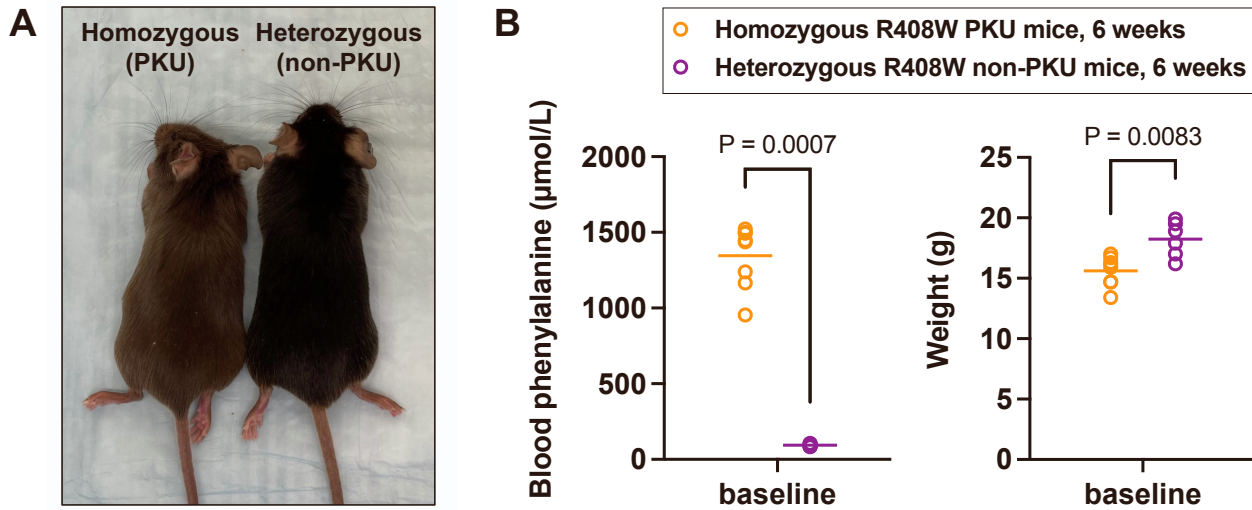 A
Homozygous Heterozygous
(PKU) (non-PKU)
B
Homozygous R408W PKU mice, 6 weeks
Heterozygous R408W non-PKU mice, 6 weeks
Blood phenylalanine (μmol/L)
P = 0.0007
2000
1500
1000
500
0
baseline
Weight (g)
P = 0.0083
25
20
15
10
5
0
baseline